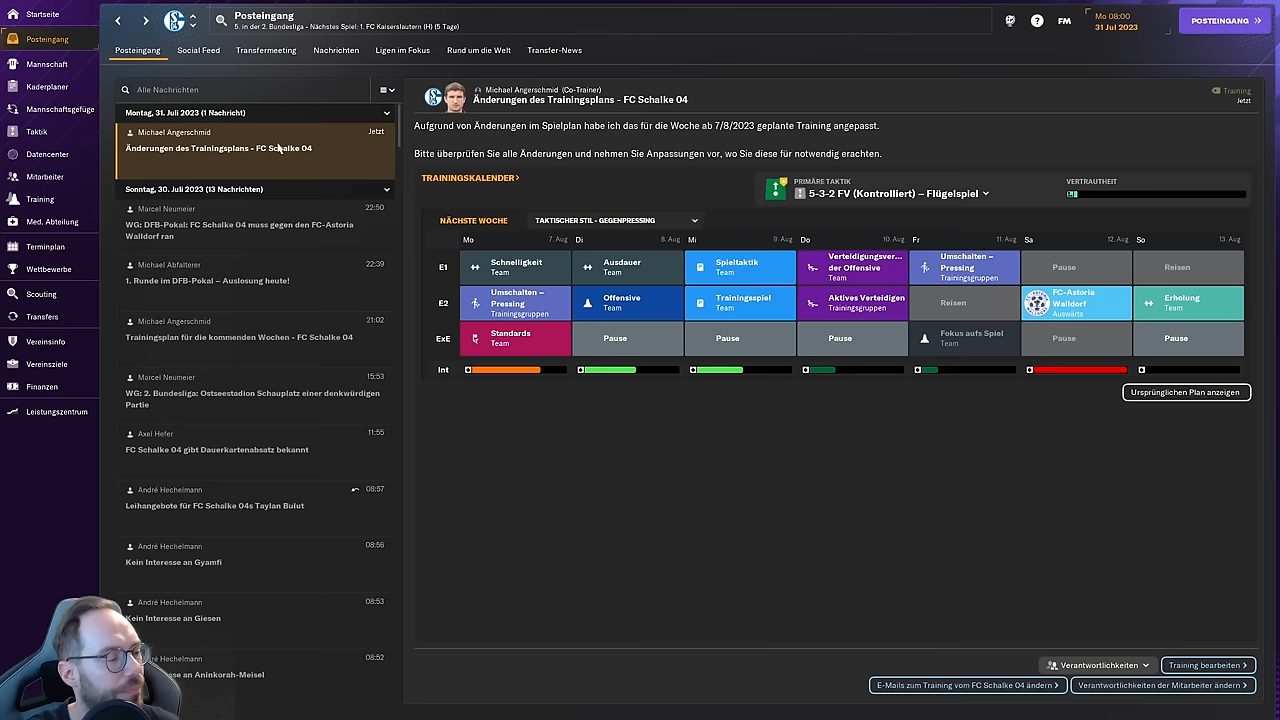 Startseite
Posteingang
Mannschaft
Kaderplaner
Mannschaftsgefüge
Taktik
Datencenter
Mitarbeiter
Training
Med. Abteilung
Terminplan
Wettbewerbe
Scouting
Transfers
Vereinsinfo
Vereinsziele
Finanzen
Leistungszentrum
Posteingang
5. in der 2. Bundesliga - Nächstes Spiel: 1. FC Kaiserslautern (H) (5 Tage)
FM
Mo 08:00
31 Jul 2023
POSTEINGANG
Posteingang Social Feed Transfermeeting Nachrichten Ligen im Fokus Rund um die Welt Transfer-News
Alle Nachrichten
Montag, 31. Juli 2023 (1 Nachricht)
Michael Angerschmid Jetzt
Änderungen des Trainingsplans - FC Schalke 04
Sonntag, 30. Juli 2023 (13 Nachrichten)
Marcel Neumeier 22:50
WG: DFB-Pokal: FC Schalke 04 muss gegen den FC-Astoria
Walldorf ran
Michael Abfalterer 22:39
1. Runde im DFB-Pokal – Auslosung heute!
Michael Angerschmid 21:02
Trainingsplan für die kommenden Wochen - FC Schalke 04
Marcel Neumeier 15:53
WG: 2. Bundesliga: Ostseestadion Schauplatz einer denkwürdigen
Partie
Axel Hefer 11:55
FC Schalke 04 gibt Dauerkartenabsatz bekannt
André Hechelmann 08:57
Leihangebote für FC Schalke 04s Taylan Bulut
André Hechelmann 08:56
Kein Interesse an Gyamfi
André Hechelmann 08:53
Kein Interesse an Giesen
Hechelmann 08:52
an Aninkorah-Meisel
Michael Angerschmid (Co-Trainer)
Änderungen des Trainingsplans - FC Schalke 04
Training
Jetzt
Aufgrund von Änderungen im Spielplan habe ich das für die Woche ab 7/8/2023 geplante Training angepasst.
Bitte überprüfen Sie alle Änderungen und nehmen Sie Anpassungen vor, wo Sie diese für notwendig erachten.
TRAININGSKALENDER>
PRIMÄRE TAKTIK
5-3-2 FV (Kontrolliert) – Flügelspiel
VERTRAUTHEIT
NÄCHSTE WOCHE TAKTISCHER STIL - GEGENPRESSING
Mo 7. Aug Di 8. Aug Mi 9. Aug Do 10. Aug Fr 11. Aug Sa 12. Aug So 13. Aug
E1
Schnelligkeit
Team
Ausdauer
Team
Spieltaktik
Team
Verteidigungsver...
der Offensive
Team
Umschalten –
Pressing
Trainingsgruppen
Pause
Reisen
E2
Umschalten –
Pressing
Trainingsgruppen
Offensive
Team
Trainingsspiel
Team
Aktives Verteidigen
Trainingsgruppen
Reisen
FC-Astoria
Walldorf
Auswärts
Erholung
Team
ExE
Standards
Team
Pause
Pause
Pause
Fokus aufs Spiel
Team
Pause
Pause
Int
Ursprünglichen Plan anzeigen
Verantwortlichkeiten
Training bearbeiten >
E-Mails zum Training vom FC Schalke 04 ändern >
Verantwortlichkeiten der Mitarbeiter ändern >